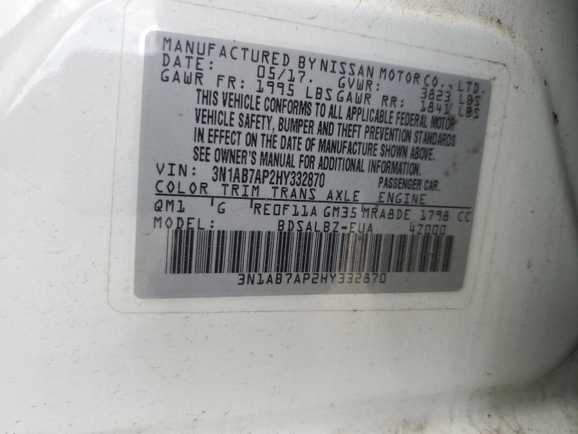 MANUFACTURED BY NISSAN MOTOR CO., LTD.
DATE: 05/17. GVWR: 3823 LBS
GAWR FR: 1995 LBS GAWR RR: 1841 LBS
THIS VEHICLE CONFORMS TO ALL APPLICABLE FEDERAL MOTOR
VEHICLE SAFETY, BUMPER AND THEFT PREVENTION STANDARDS
IN EFFECT ON THE DATE OF MANUFACTURE SHOWN ABOVE.
SEE OWNER'S MANUAL FOR ADDITIONAL INFORMATION.
VIN: 3N1AB7AP2HY332870 PASSENGER CAR.
COLOR TRIM TRANS AXLE ENGINE
QM1 G RE0F11A GM35 MRA8DE 1798 CC
MODEL: BDSALBZ-EUA 42000
3N1AB7AP2HY332870